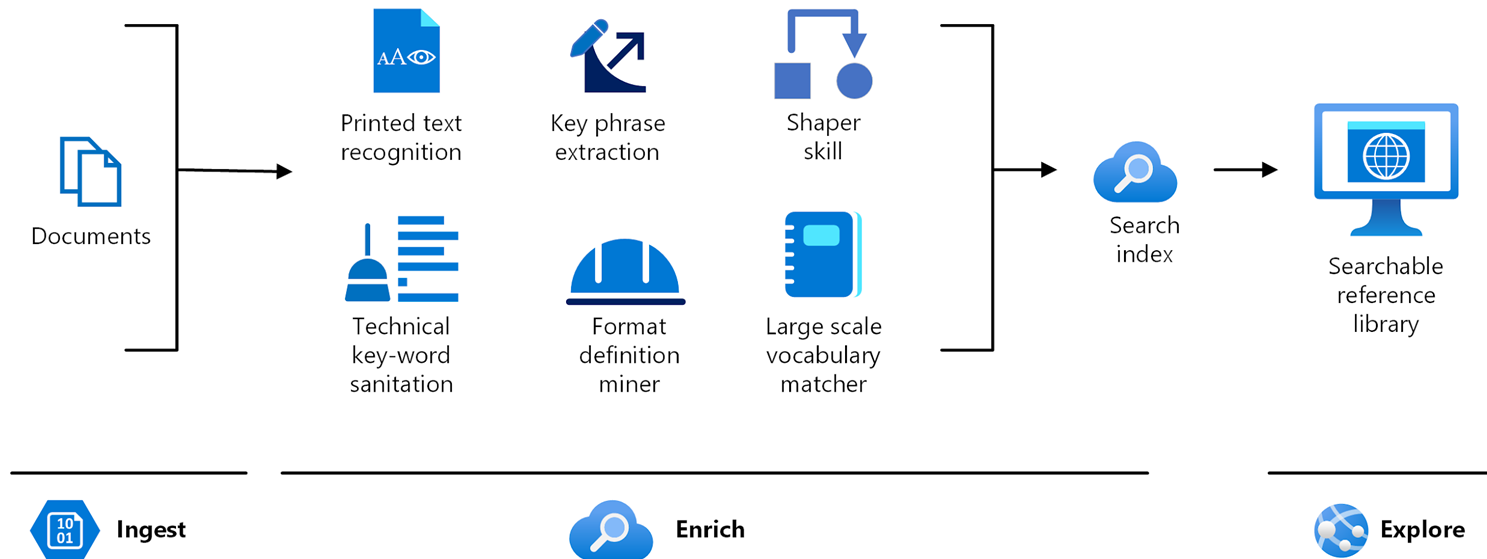 AA
Printed text
recognition
Key phrase
extraction
Shaper
skill
Documents
Search
index
Searchable
reference
library
Technical
key-word
sanitation
Format
definition
miner
Large scale
vocabulary
matcher
10
01
Ingest
Enrich
Explore